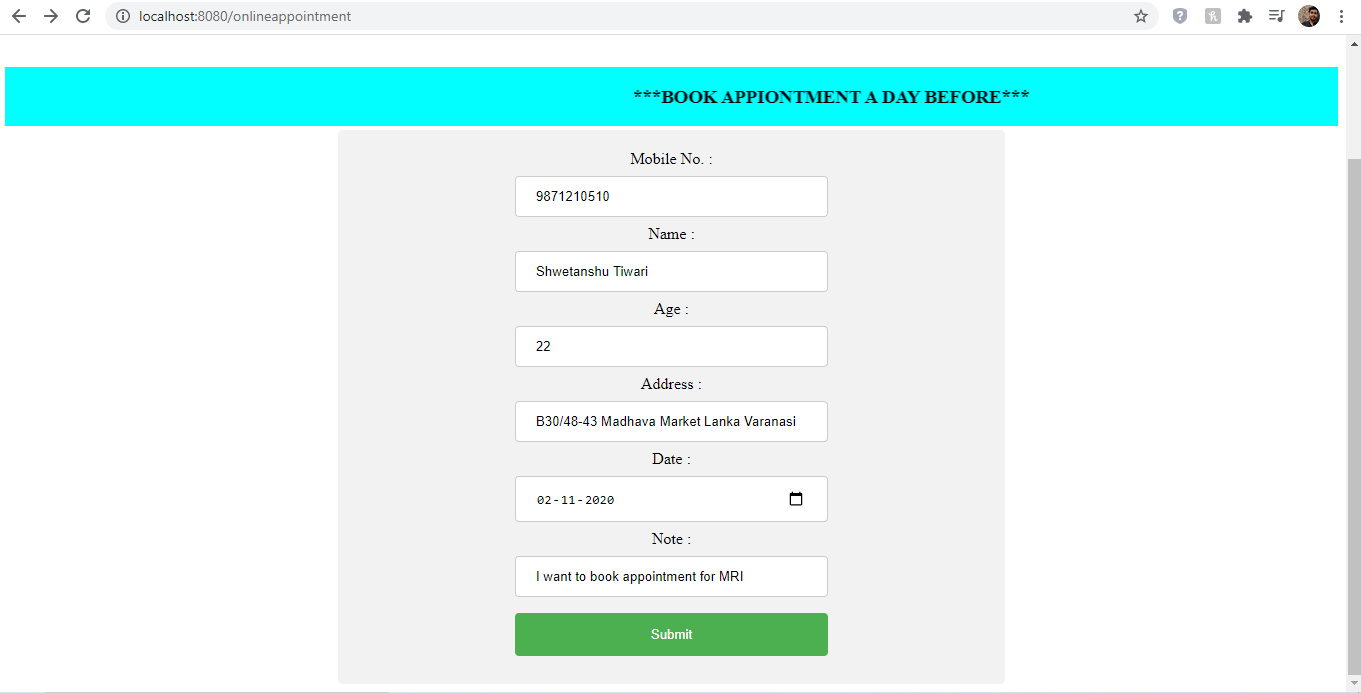 localhost:8080/onlineappointment
***BOOK APPIONTMENT A DAY BEFORE***
Mobile No. :
9871210510
Name :
Shwetanshu Tiwari
Age :
22
Address :
B30/48-43 Madhava Market Lanka Varanasi
Date :
02-11-2020
Note :
I want to book appointment for MRI
Submit